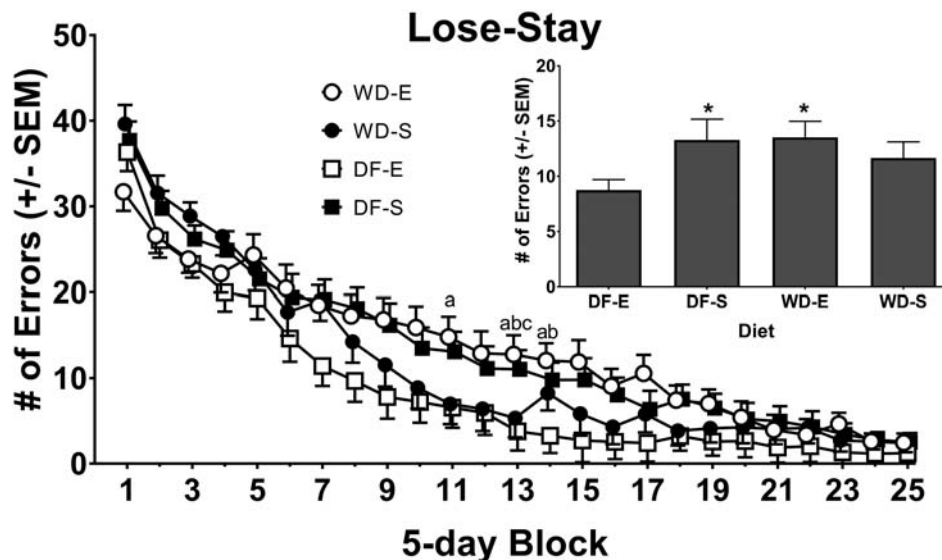 Lose-Stay
# of Errors (+/- SEM)
50
40
30
20
10
0
WD-E
WD-S
DF-E
DF-S
a
abc
ab
1 3 5 7 9 11 13 15 17 19 21 23 25
5-day Block
# of Errors (+/- SEM)
20
15
10
5
0
* *
DF-E DF-S WD-E WD-S
Diet